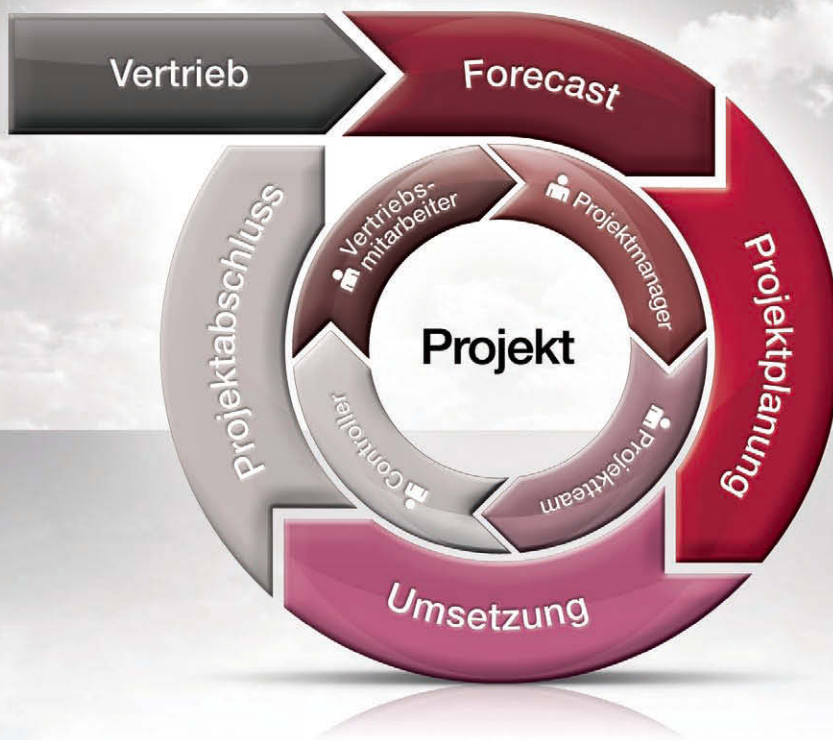 Vertrieb
Forecast
Projektplanung
Umsetzung
Projektabschluss
Vertriebs-
mitarbeiter
Projektmanager
Projektteam
Controller
Projekt